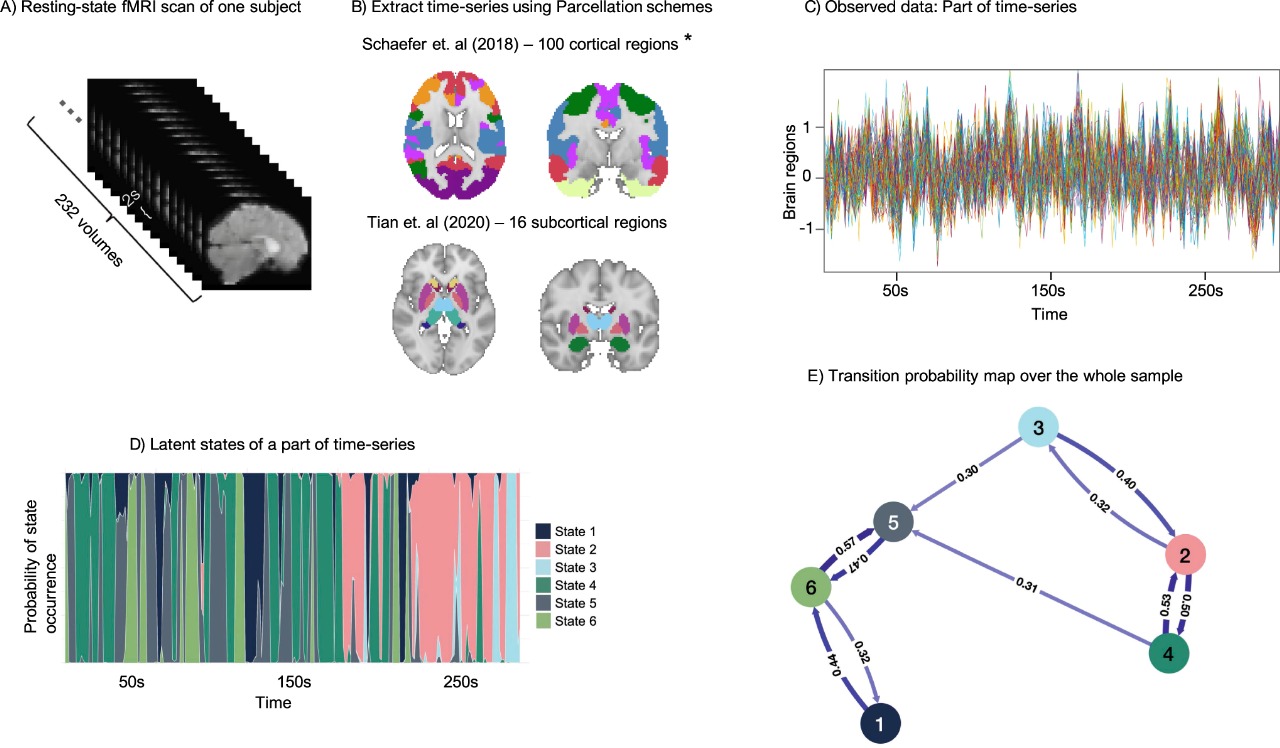 A) Resting-state fMRI scan of one subject
232 volumes
2s
B) Extract time-series using Parcellation schemes
Schaefer et. al (2018) – 100 cortical regions *
Tian et. al (2020) – 16 subcortical regions
C) Observed data: Part of time-series
Brain regions
1
0
-1
50s
150s
250s
Time
D) Latent states of a part of time-series
Probability of state
occurrence
50s
150s
250s
Time
State 1
State 2
State 3
State 4
State 5
State 6
E) Transition probability map over the whole sample
3
0.30
0.40
0.32
5
2
0.57
0.47
6
0.31
0.53
0.50
4
0.32
0.44
1